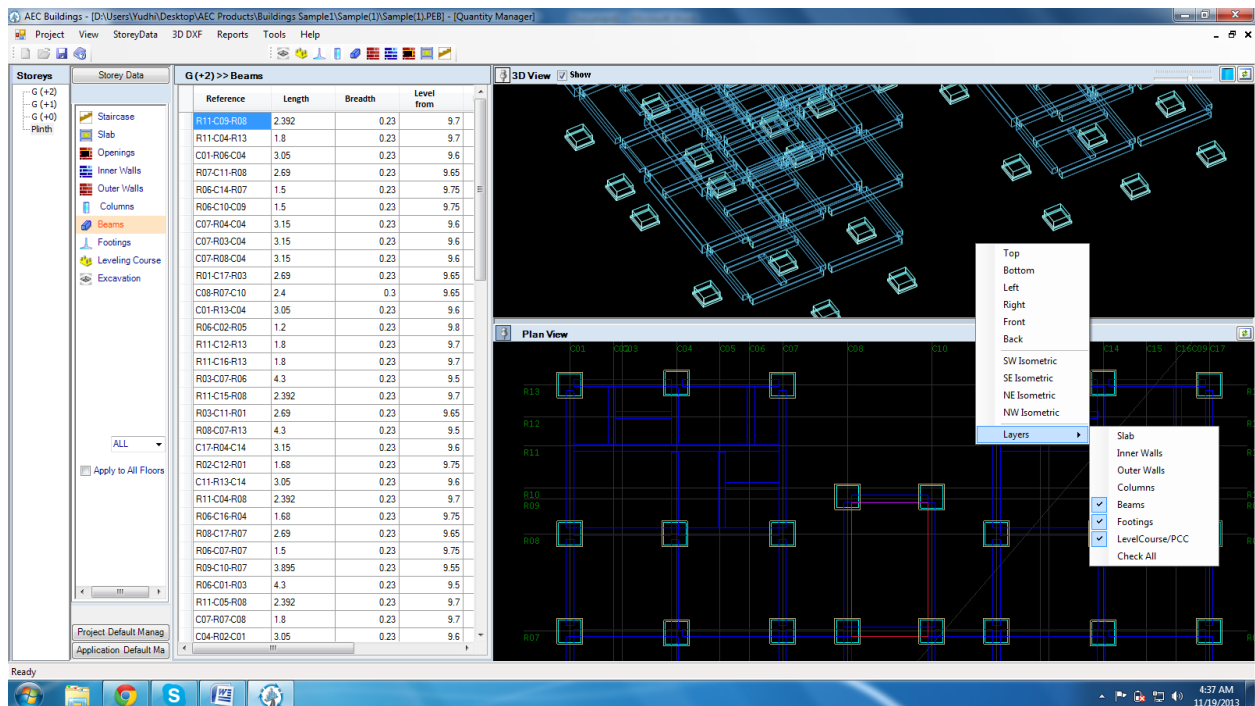 AEC Buildings - [D:\Users\Yudhi\Desktop\AEC Products\Buildings Sample1\Sample(1)\Sample(1).PEB] - [Quantity Manager]
Project View StoreyData 3D DXF Reports Tools Help
Storeys
G (+2)
G (+1)
G (+0)
Plinth
Storey Data
Staircase
Slab
Openings
Inner Walls
Outer Walls
Columns
Beams
Footings
Leveling Course
Excavation
ALL
Apply to All Floors
Project Default Manag
Application Default Ma
G (+2) >> Beams
Reference Length Breadth Level from
R11-C09-R08 2.392 0.23 9.7
R11-C04-R13 1.8 0.23 9.7
C01-R06-C04 3.05 0.23 9.6
R07-C11-R08 2.69 0.23 9.65
R06-C14-R07 1.5 0.23 9.75
R06-C10-C09 1.5 0.23 9.75
C07-R04-C04 3.15 0.23 9.6
C07-R03-C04 3.15 0.23 9.6
C07-R08-C04 3.15 0.23 9.6
R01-C17-R03 2.69 0.23 9.65
C08-R07-C10 2.4 0.3 9.65
C01-R13-C04 3.05 0.23 9.6
R06-C02-R05 1.2 0.23 9.8
R11-C12-R13 1.8 0.23 9.7
R11-C16-R13 1.8 0.23 9.7
R03-C07-R06 4.3 0.23 9.5
R11-C15-R08 2.392 0.23 9.7
R03-C11-R01 2.69 0.23 9.65
R08-C07-R13 4.3 0.23 9.5
C17-R04-C14 3.15 0.23 9.6
R02-C12-R01 1.68 0.23 9.75
C11-R13-C14 3.05 0.23 9.6
R11-C04-R08 2.392 0.23 9.7
R06-C16-R04 1.68 0.23 9.75
R08-C17-R07 2.69 0.23 9.65
R06-C07-R07 1.5 0.23 9.75
R09-C10-R07 3.895 0.23 9.55
R06-C01-R03 4.3 0.23 9.5
R11-C05-R08 2.392 0.23 9.7
C07-R07-C08 1.8 0.23 9.7
C04-R02-C01 3.05 0.23 9.6
3D View Show
Top
Bottom
Left
Right
Front
Back
SW Isometric
SE Isometric
NE Isometric
NW Isometric
Layers
Slab
Inner Walls
Outer Walls
Columns
Beams
Footings
LevelCourse/PCC
Check All
Plan View
C01 C04 C05 C06 C07 C08 C10 C14 C15 C16 C09 C17
R13
R12
R11
R10
R09
R08
R07
Ready
4:37 AM
11/19/2013